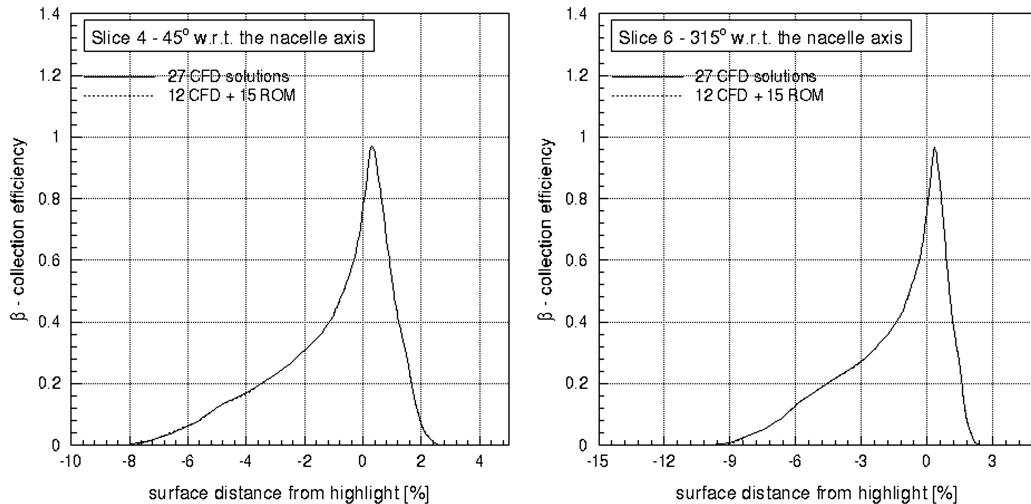 Slice 4 - 45° w.r.t. the nacelle axis
27 CFD solutions
12 CFD + 15 ROM
β - collection efficiency
1.4
1.2
1
0.8
0.6
0.4
0.2
0
-10 -8 -6 -4 -2 0 2 4
surface distance from highlight [%]
Slice 6 - 315° w.r.t. the nacelle axis
27 CFD solutions
12 CFD + 15 ROM
β - collection efficiency
1.4
1.2
1
0.8
0.6
0.4
0.2
0
-15 -12 -9 -6 -3 0 3
surface distance from highlight [%]